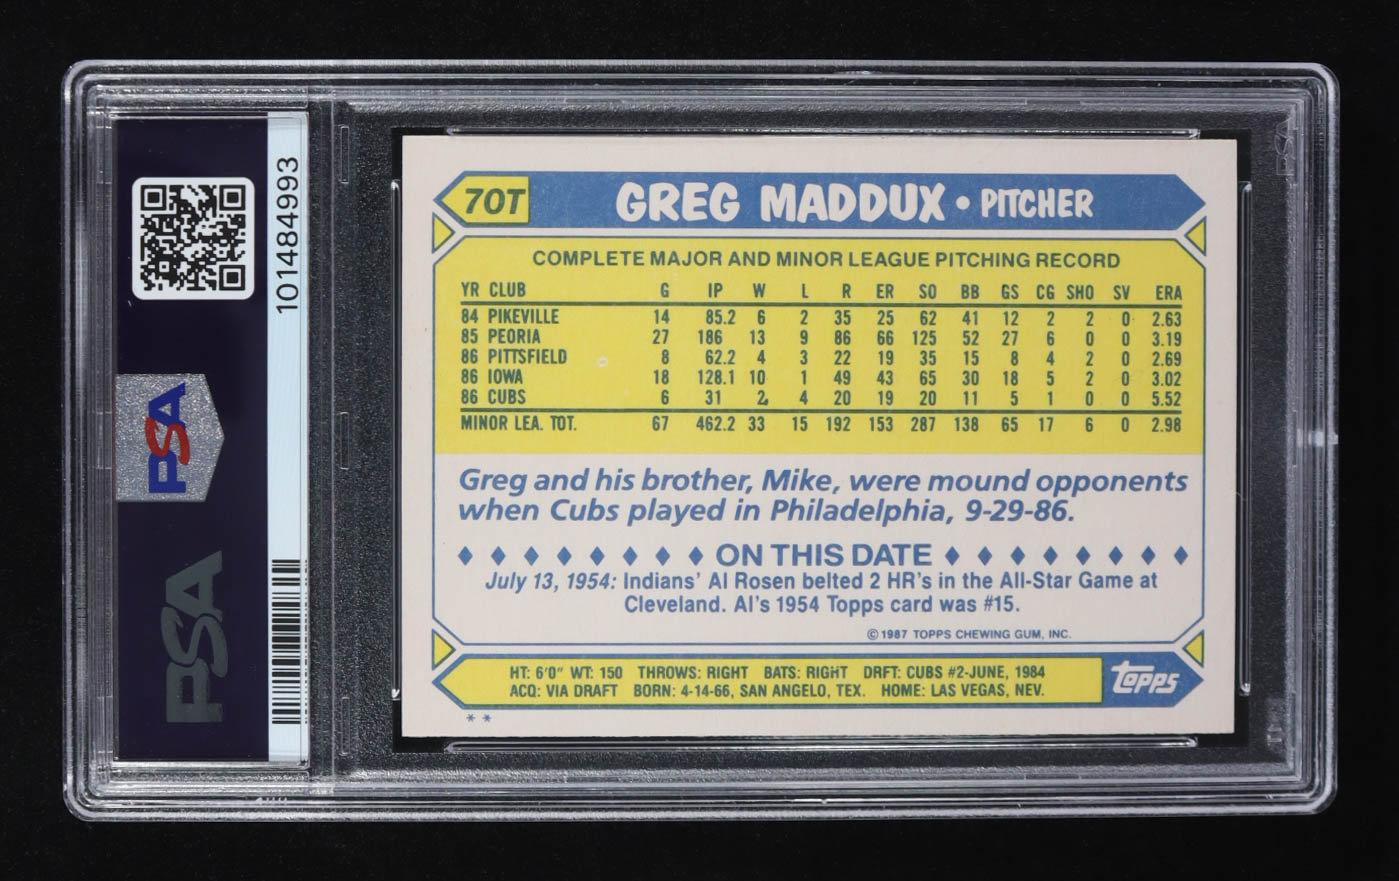 101484993
PSA
PSA
70T GREG MADDUX • PITCHER
COMPLETE MAJOR AND MINOR LEAGUE PITCHING RECORD
YR CLUB G IP W L R ER SO BB GS CG SHO SV ERA
84 PIKEVILLE 14 85.2 6 2 35 25 62 41 12 2 2 0 2.63
85 PEORIA 27 186 13 9 86 66 125 52 27 6 0 0 3.19
86 PITTSFIELD 8 62.2 4 3 22 19 35 15 8 4 2 0 2.69
86 IOWA 18 128.1 10 1 49 43 65 30 18 5 2 0 3.02
86 CUBS 6 31 2 4 20 19 20 11 5 1 0 0 5.52
MINOR LEA. TOT. 67 462.2 33 15 192 153 287 138 65 17 6 0 2.98
Greg and his brother, Mike, were mound opponents
when Cubs played in Philadelphia, 9-29-86.
ON THIS DATE
July 13, 1954: Indians' Al Rosen belted 2 HR's in the All-Star Game at
Cleveland. Al's 1954 Topps card was #15.
© 1987 TOPPS CHEWING GUM, INC.
HT: 6'0" WT: 150 THROWS: RIGHT BATS: RIGHT DRFT: CUBS #2-JUNE, 1984
ACQ: VIA DRAFT BORN: 4-14-66, SAN ANGELO, TEX. HOME: LAS VEGAS, NEV.
topps
**